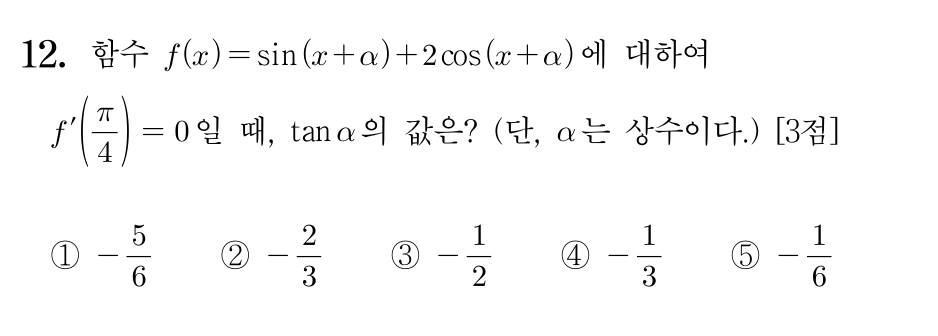 12. 함수 f(x)=sin(x+α)+2cos(x+α)에 대하여
f′(π/4)=0일 때, tanα의 값은? (단, α는 상수이다.) [3점]
① -5/6 ② -2/3 ③ -1/2 ④ -1/3 ⑤ -1/6